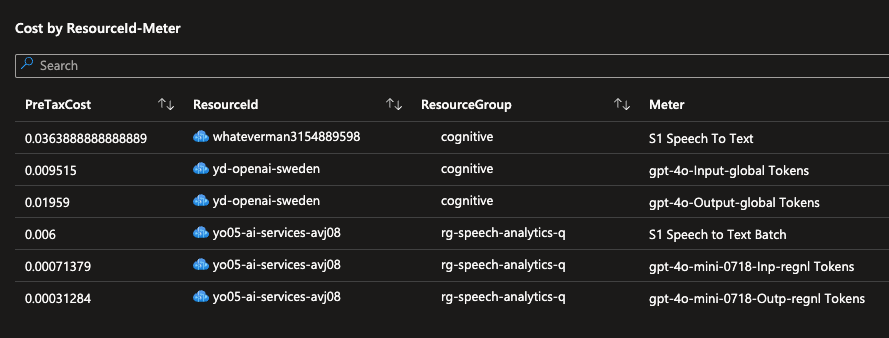 Cost by ResourceId-Meter
Search
PreTaxCost ResourceId ResourceGroup Meter
0.0363888888888889 whateverman3154889598 cognitive S1 Speech To Text
0.009515 yd-openai-sweden cognitive gpt-4o-Input-global Tokens
0.01959 yd-openai-sweden cognitive gpt-4o-Output-global Tokens
0.006 yo05-ai-services-avj08 rg-speech-analytics-q S1 Speech to Text Batch
0.00071379 yo05-ai-services-avj08 rg-speech-analytics-q gpt-4o-mini-0718-Inp-regnl Tokens
0.00031284 yo05-ai-services-avj08 rg-speech-analytics-q gpt-4o-mini-0718-Outp-regnl Tokens